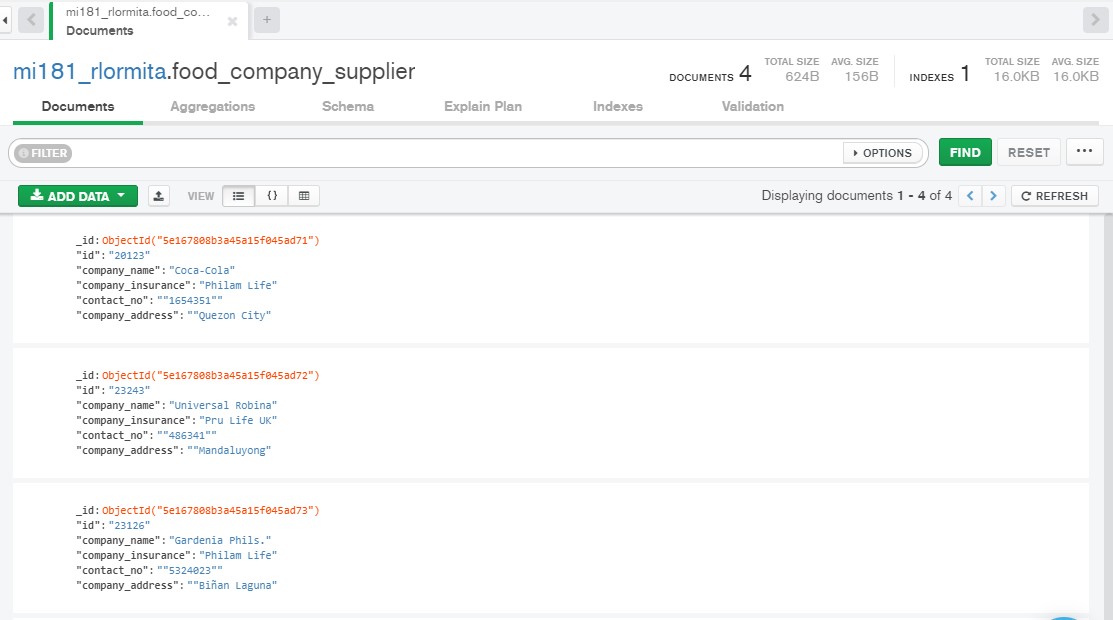 mi181_rlormita.food_co...
Documents
mi181_rlormita.food_company_supplier
DOCUMENTS 4 TOTAL SIZE 624B AVG. SIZE 156B INDEXES 1 TOTAL SIZE 16.0KB AVG. SIZE 16.0KB
Documents Aggregations Schema Explain Plan Indexes Validation
FILTER OPTIONS FIND RESET ...
ADD DATA VIEW {} Displaying documents 1 - 4 of 4 < > REFRESH
_id: ObjectId("5e167808b3a45a15f045ad71")
"id": "20123"
"company_name": "Coca-Cola"
"company_insurance": "Philam Life"
"contact_no": ""1654351""
"company_address": ""Quezon City"
_id: ObjectId("5e167808b3a45a15f045ad72")
"id": "23243"
"company_name": "Universal Robina"
"company_insurance": "Pru Life UK"
"contact_no": ""486341""
"company_address": ""Mandaluyong"
_id: ObjectId("5e167808b3a45a15f045ad73")
"id": "23126"
"company_name": "Gardenia Phils."
"company_insurance": "Philam Life"
"contact_no": ""5324023""
"company_address": ""Biñan Laguna"